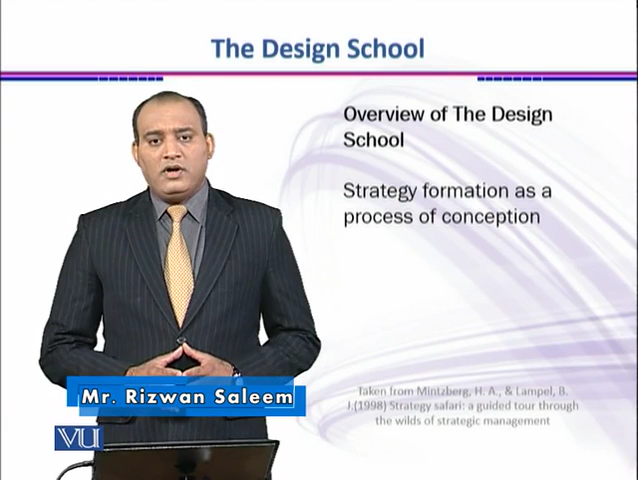 The Design School
Overview of The Design
School
Strategy formation as a
process of conception
Mr. Rizwan Saleem
Taken from Mintzberg, H. A., & Lampel, B.
J.(1998) Strategy safari: a guided tour through
the wilds of strategic management
VU